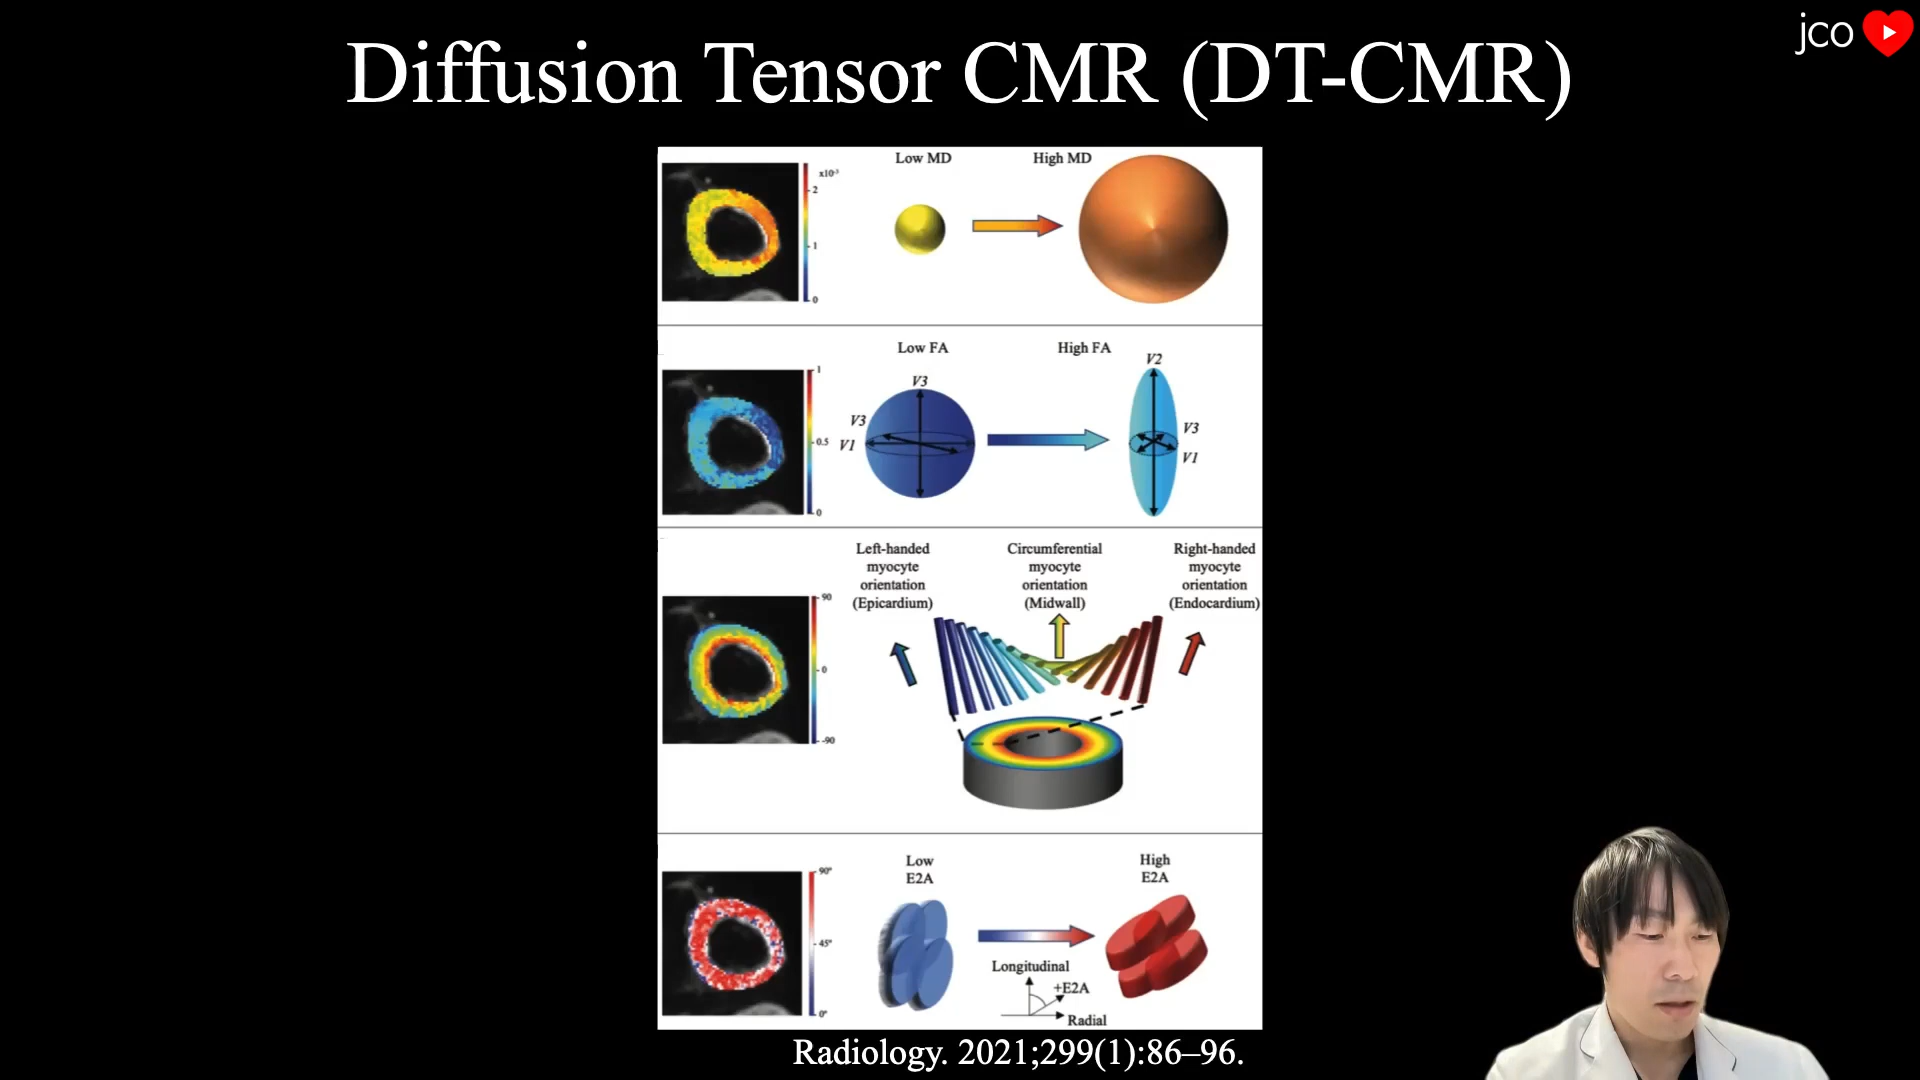 jco
Diffusion Tensor CMR (DT-CMR)
Low MD
High MD
x10⁻³
2
1
0
Low FA
High FA
1
0.5
0
V3
V3
V1
V2
V3
V1
Left-handed
myocyte
orientation
(Epicardium)
Circumferential
myocyte
orientation
(Midwall)
Right-handed
myocyte
orientation
(Endocardium)
90
0
-90
Low
E2A
High
E2A
90°
45°
0°
Longitudinal
+E2A
Radial
Radiology. 2021;299(1):86–96.